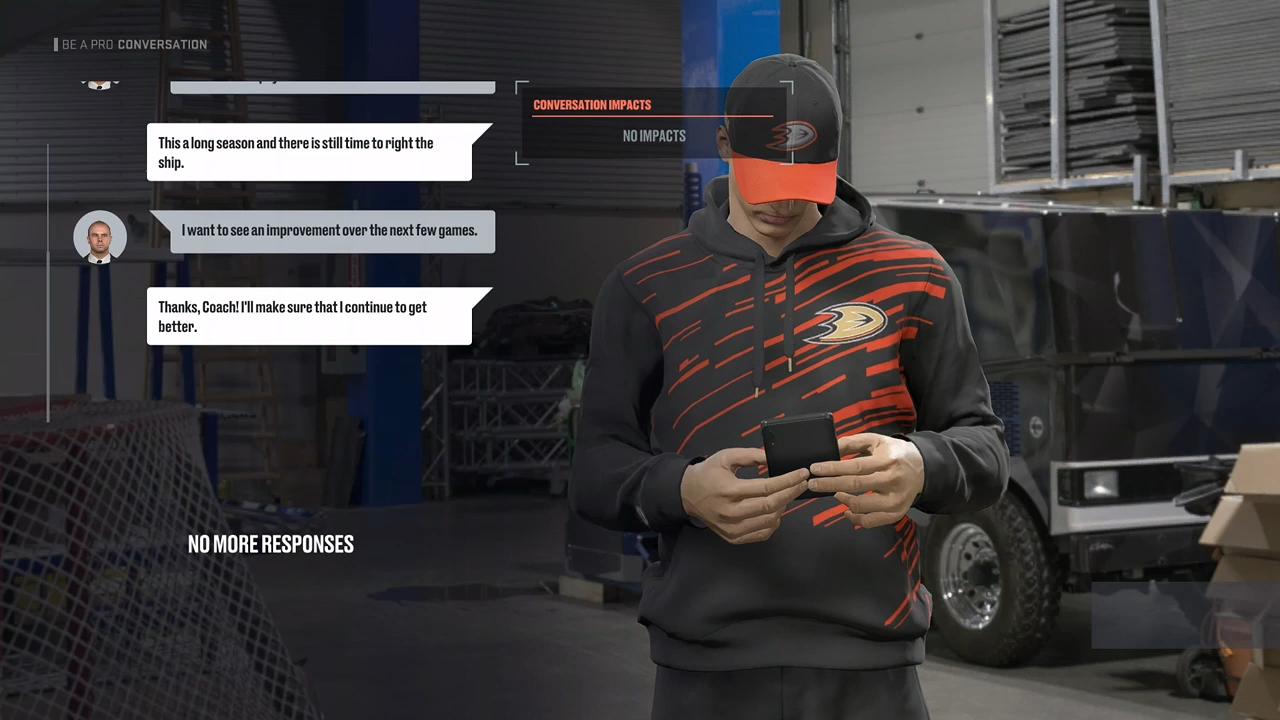 BE A PRO CONVERSATION
CONVERSATION IMPACTS
NO IMPACTS
This a long season and there is still time to right the
ship.
I want to see an improvement over the next few games.
Thanks, Coach! I'll make sure that I continue to get
better.
NO MORE RESPONSES